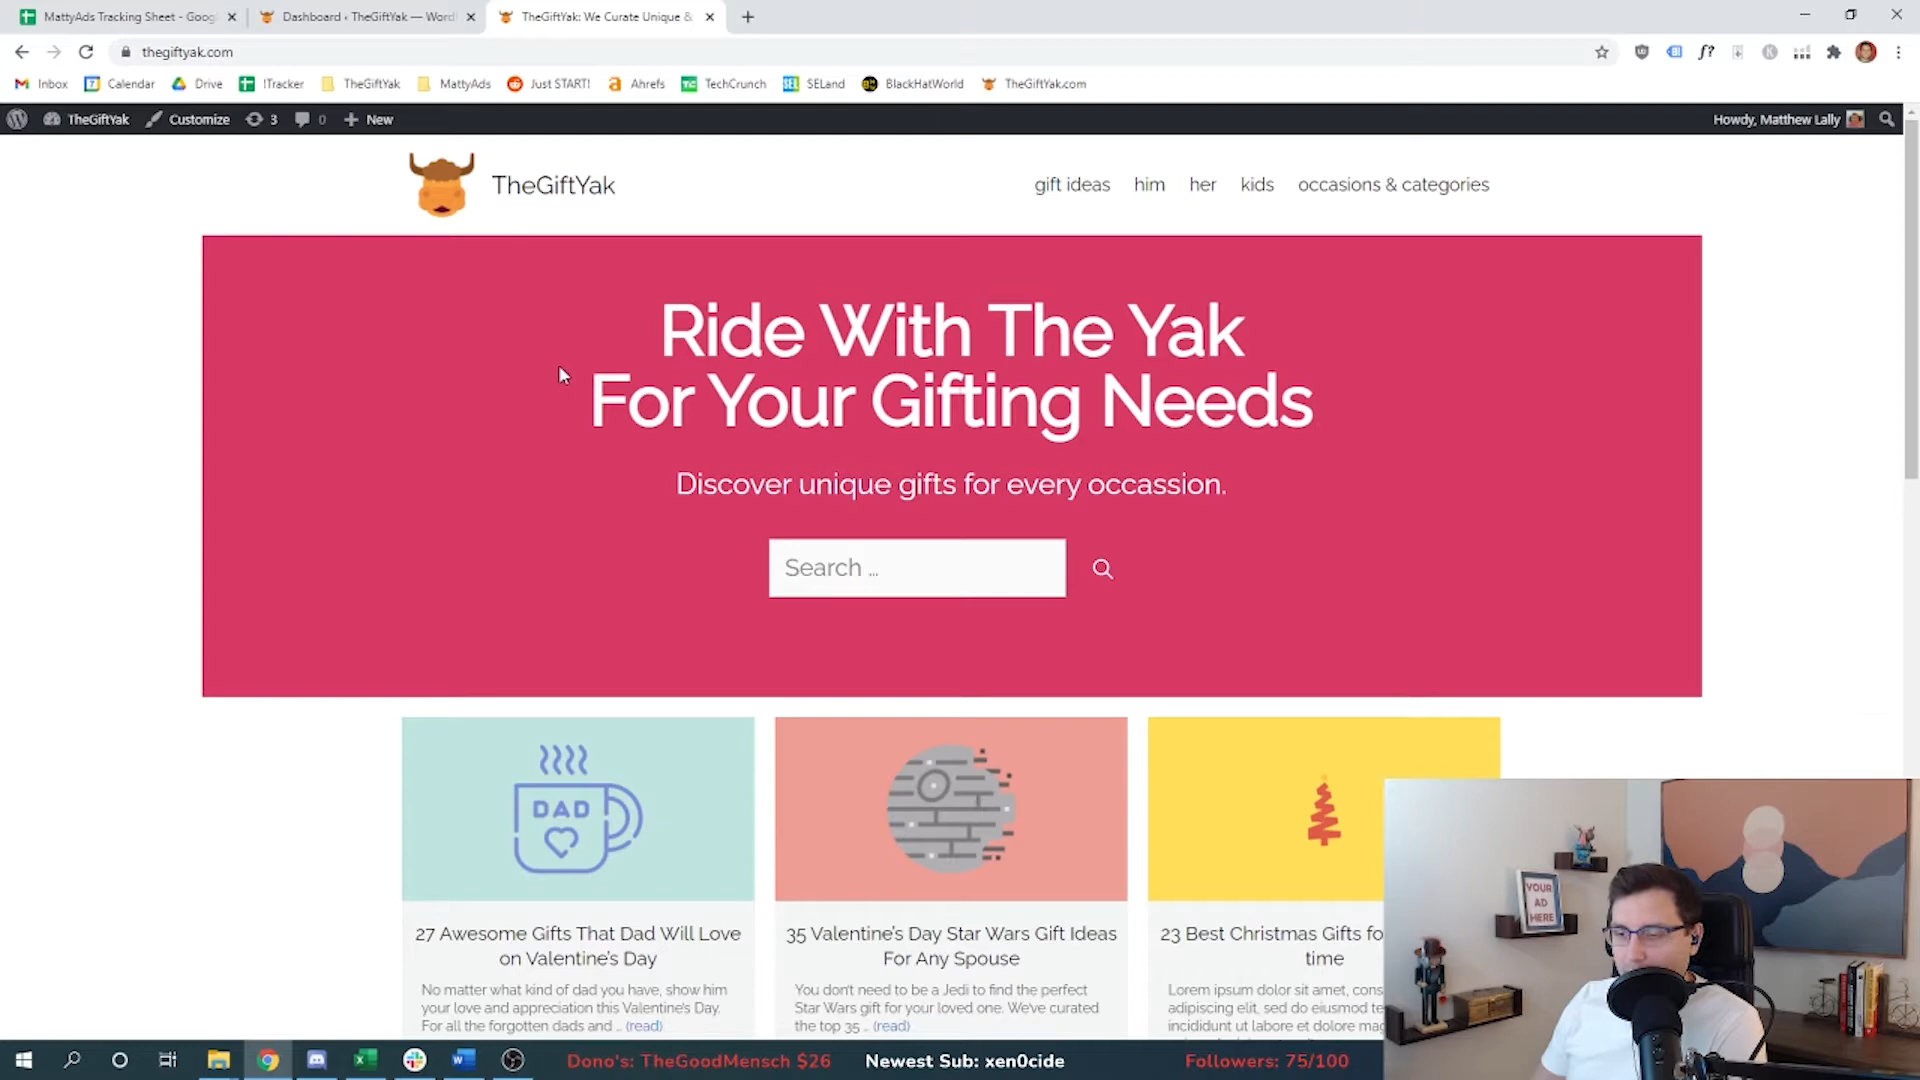 MattyAds Tracking Sheet - Goog
Dashboard ‹ TheGiftYak — Word
TheGiftYak: We Curate Unique &
thegiftyak.com
Inbox
Calendar
Drive
!Tracker
TheGiftYak
MattyAds
Just START!
Ahrefs
TechCrunch
SELand
BlackHatWorld
TheGiftYak.com
TheGiftYak
Customize
3
0
New
Howdy, Matthew Lally
TheGiftYak
gift ideas
him
her
kids
occasions & categories
Ride With The Yak
For Your Gifting Needs
Discover unique gifts for every occassion.
Search …
DAD
27 Awesome Gifts That Dad Will Love
on Valentine's Day
No matter what kind of dad you have, show him
your love and appreciation this Valentine's Day.
For all the forgotten dads and … (read)
35 Valentine's Day Star Wars Gift Ideas
For Any Spouse
You don't need to be a Jedi to find the perfect
Star Wars gift for your loved one. We've curated
the top 35 … (read)
23 Best Christmas Gifts fo
time
Lorem ipsum dolor sit amet, cons
adipiscing elit, sed do eiusmod te
incididunt ut labore et dolore mag
YOUR
AD
HERE
Dono's: TheGoodMensch $26
Newest Sub: xen0cide
Followers: 75/100